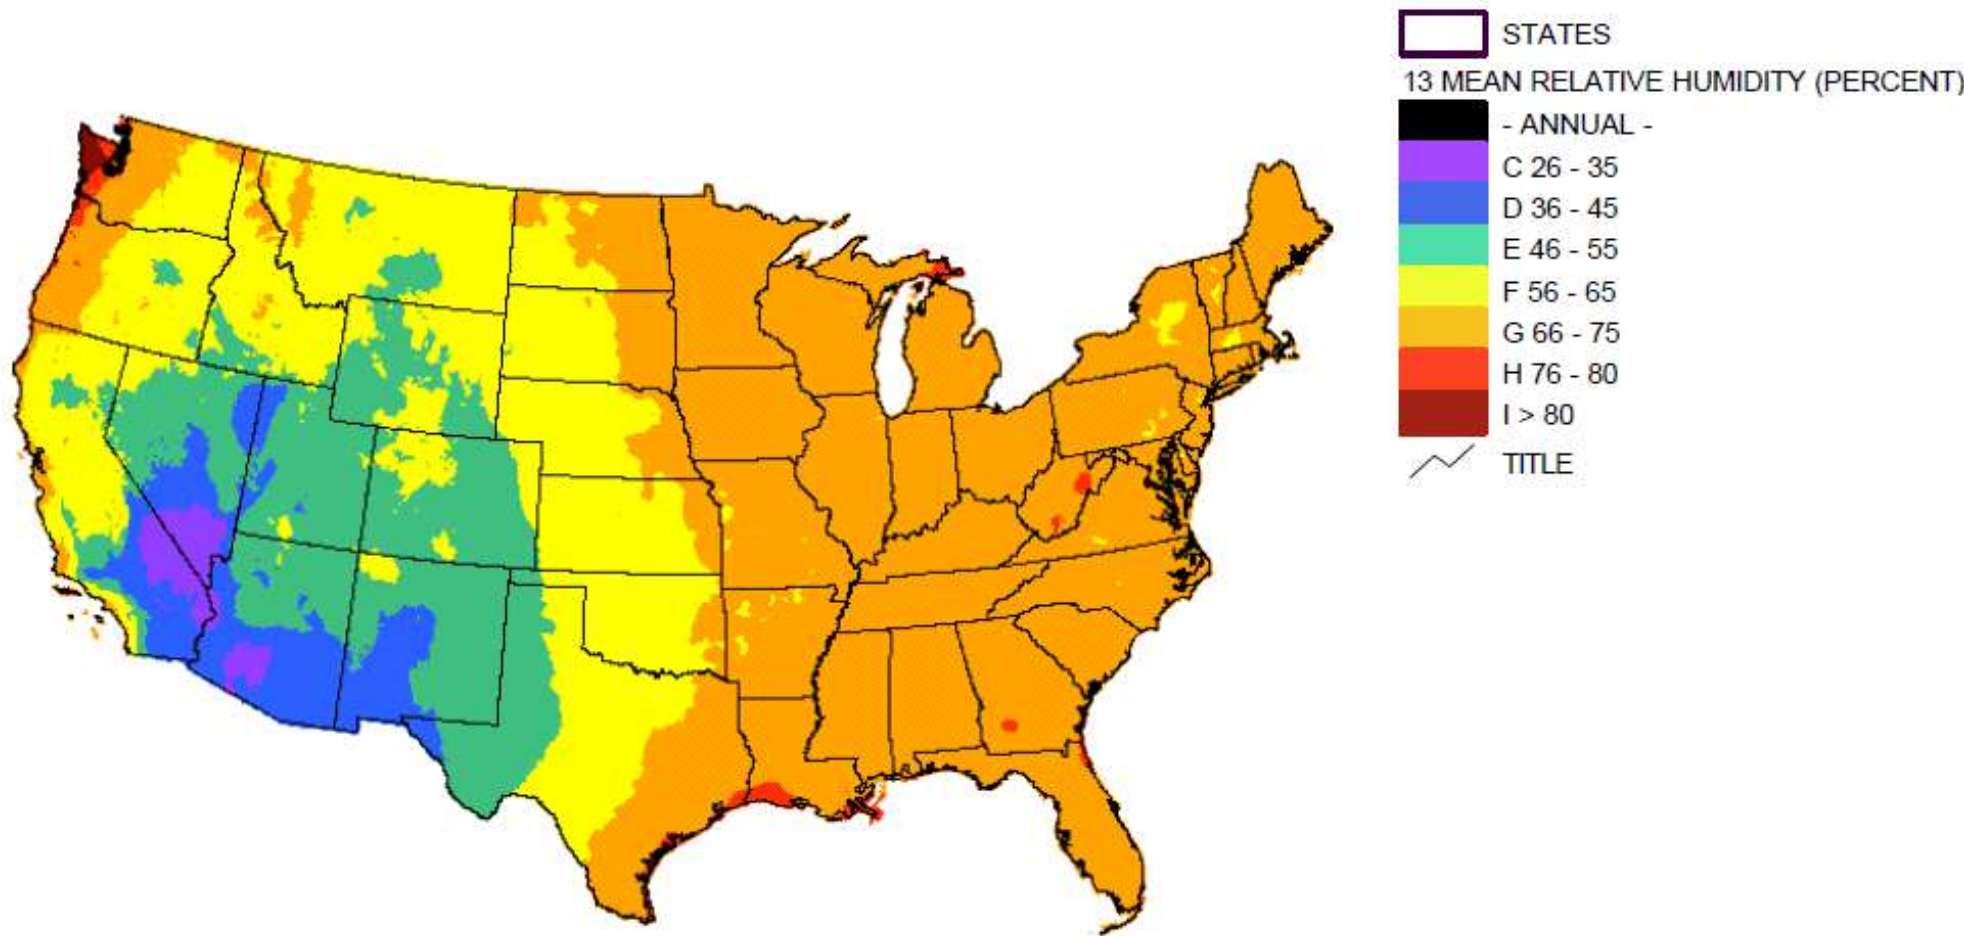 STATES
13 MEAN RELATIVE HUMIDITY (PERCENT)
- ANNUAL -
C 26 - 35
D 36 - 45
E 46 - 55
F 56 - 65
G 66 - 75
H 76 - 80
I > 80
TITLE